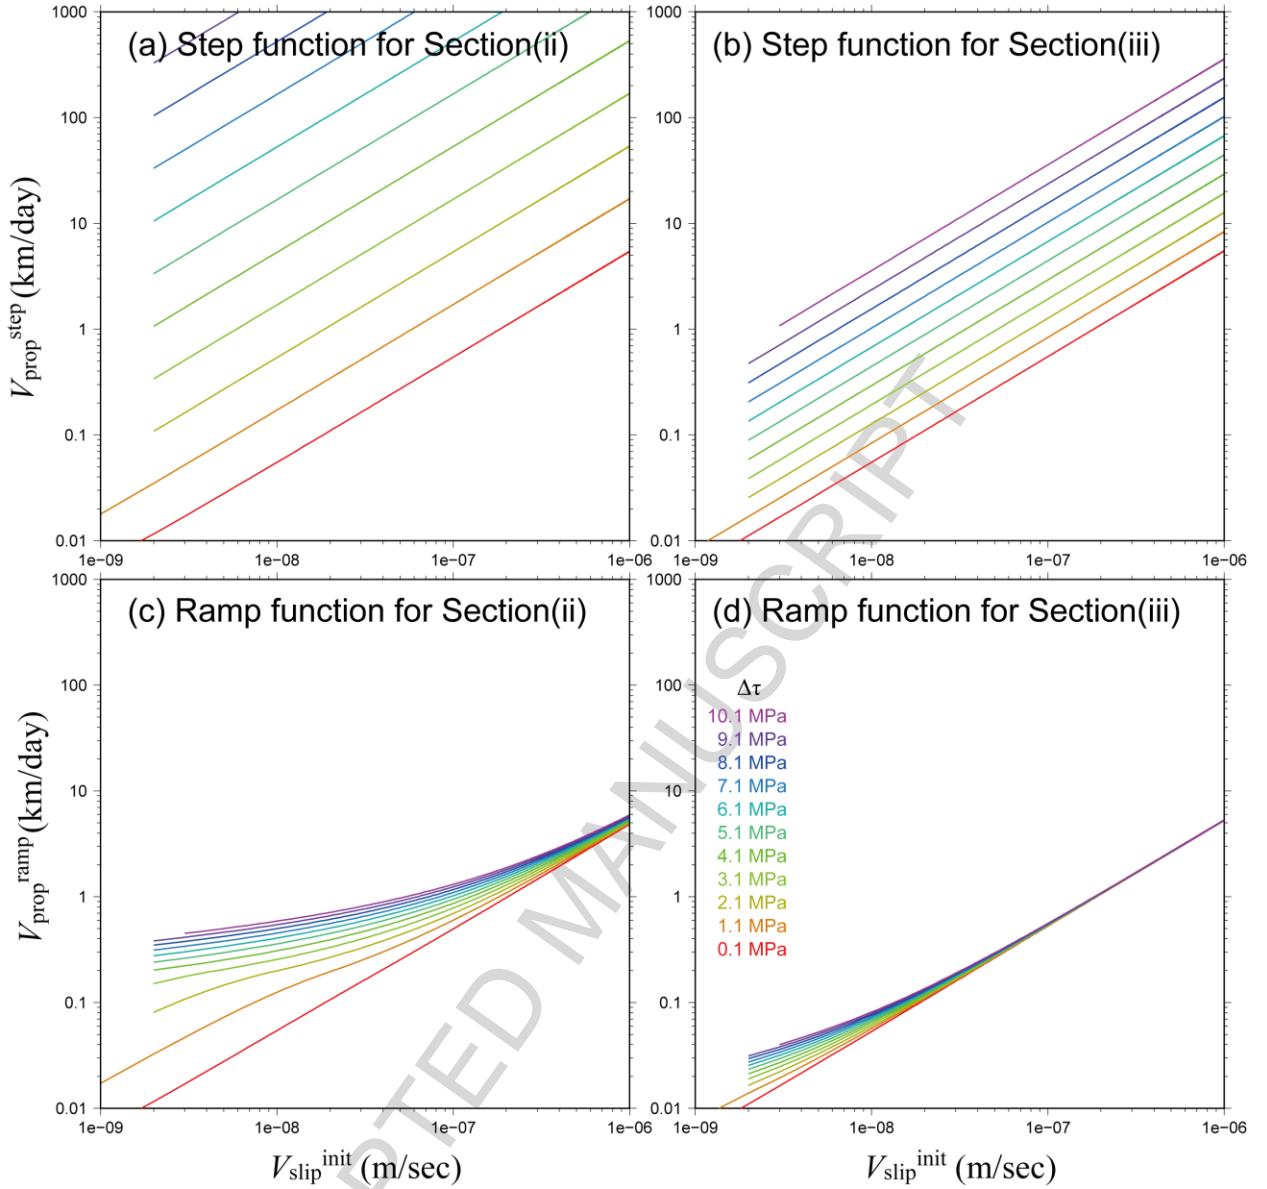 (a) Step function for Section(ii)
(b) Step function for Section(iii)
1000
100
10
1
0.1
0.01
1e-09
1e-08
1e-07
1e-06
V_prop^step (km/day)
1000
100
10
1
0.1
0.01
1e-09
1e-08
1e-07
1e-06
(c) Ramp function for Section(ii)
(d) Ramp function for Section(iii)
1000
100
10
1
0.1
0.01
1e-09
1e-08
1e-07
1e-06
V_prop^ramp (km/day)
V_slip^init (m/sec)
1000
100
10
1
0.1
0.01
1e-09
1e-08
1e-07
1e-06
V_slip^init (m/sec)
Δτ
10.1 MPa
9.1 MPa
8.1 MPa
7.1 MPa
6.1 MPa
5.1 MPa
4.1 MPa
3.1 MPa
2.1 MPa
1.1 MPa
0.1 MPa
PTED MANUSCRIPT